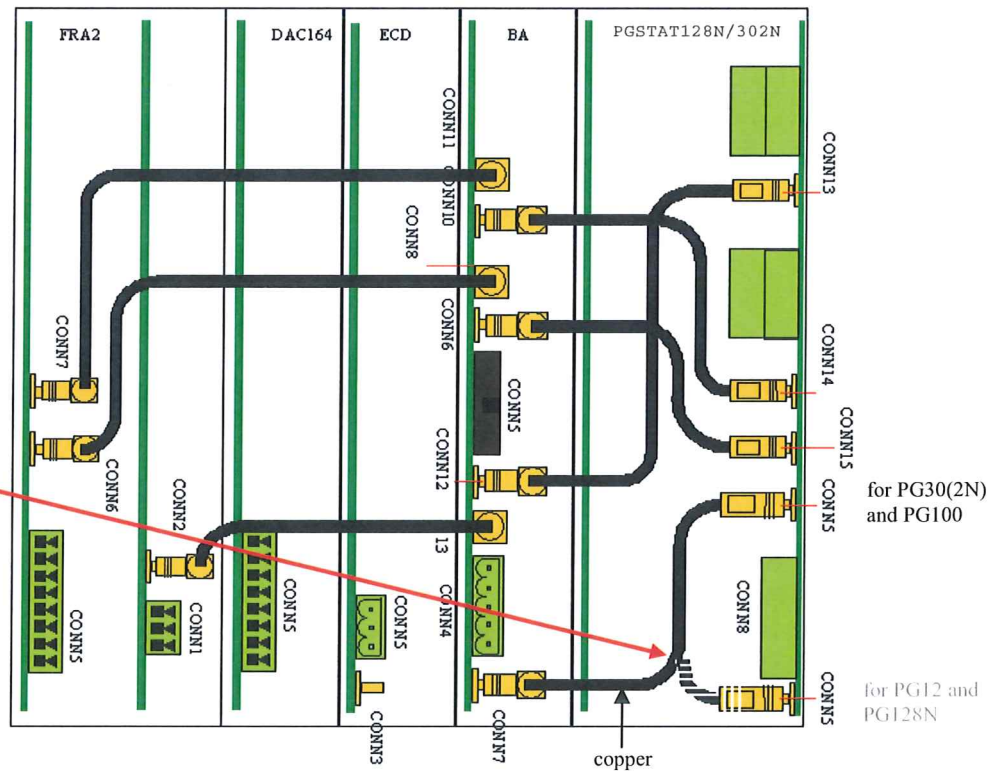 FRA2
DAC164
ECD
BA
PGSTAT128N/302N
CONN11
CONN10
CONN8
CONN6
CONN5
CONN12
13
CONN4
CONN7
CONN7
CONN6
CONN2
CONN5
CONN1
CONN5
CONN5
CONN3
CONN13
CONN14
CONN15
CONN5
CONN8
CONN5
for PG30(2N)
and PG100
for PG12 and
PG128N
copper